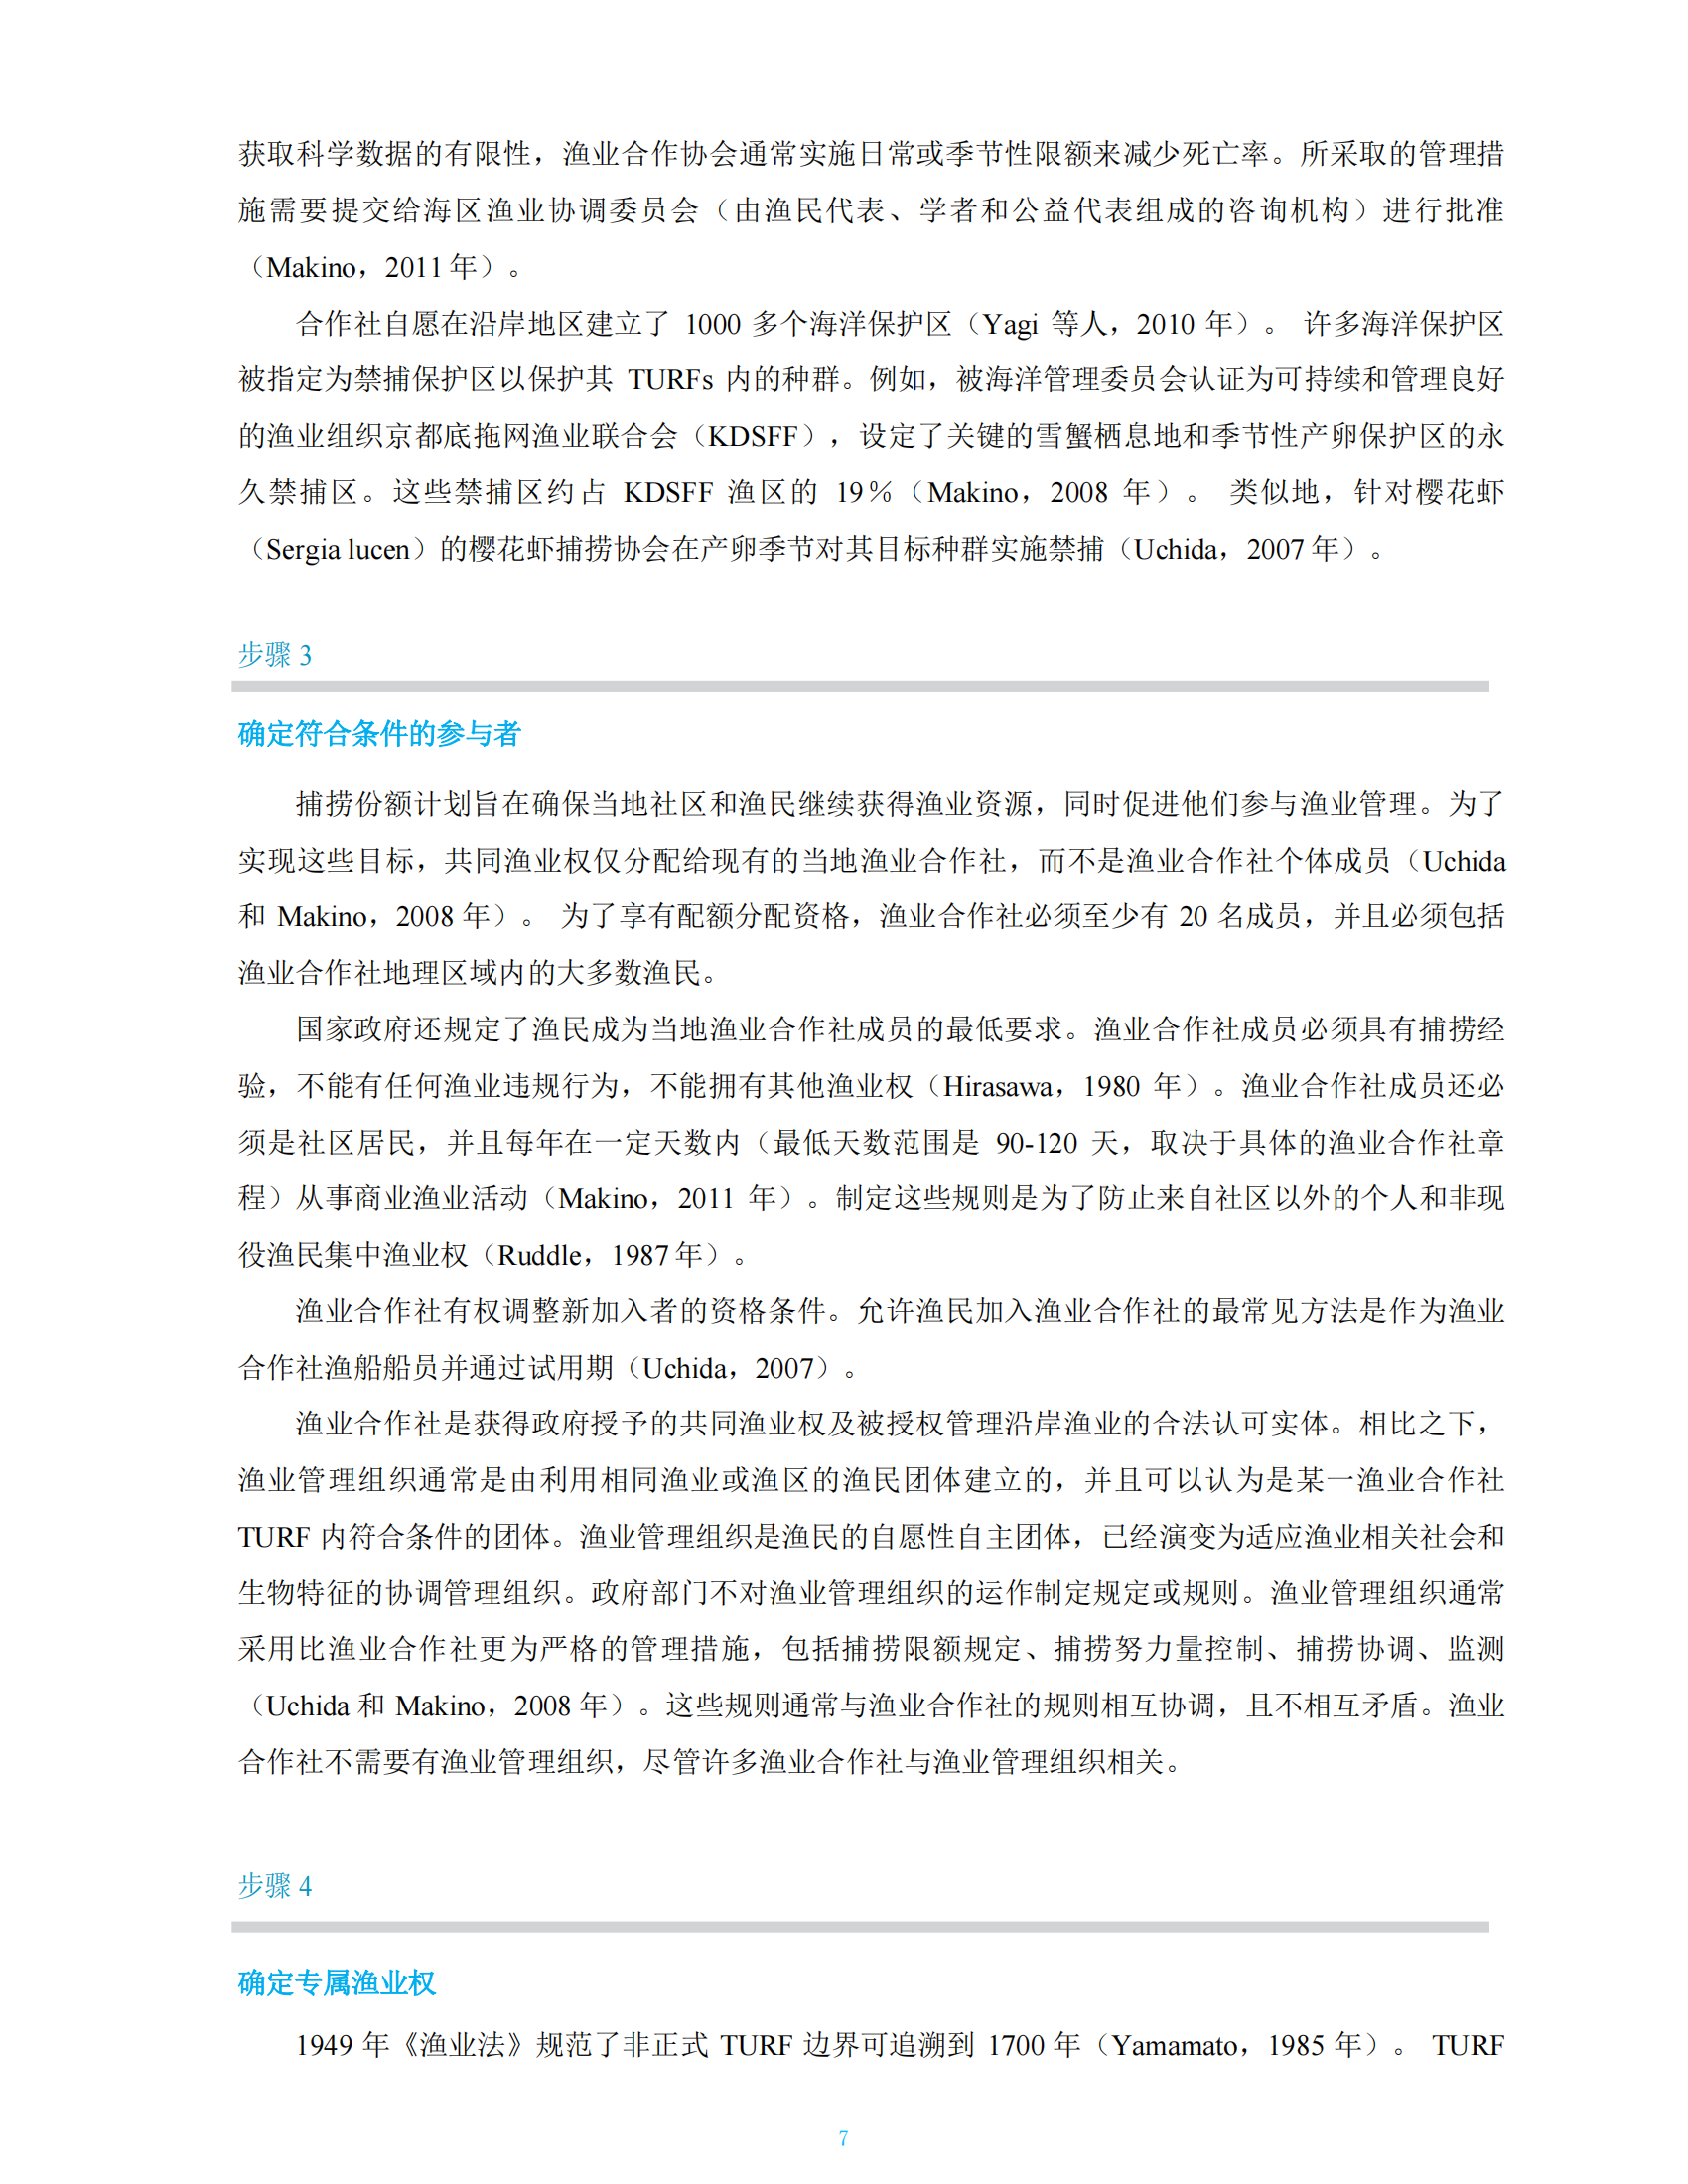 获取科学数据的有限性，渔业合作协会通常实施日常或季节性限额来减少死亡率。所采取的管理措
施需要提交给海区渔业协调委员会（由渔民代表、学者和公益代表组成的咨询机构）进行批准
（Makino，2011 年）。
合作社自愿在沿岸地区建立了 1000 多个海洋保护区（Yagi 等人，2010 年）。 许多海洋保护区
被指定为禁捕保护区以保护其 TURFs 内的种群。例如，被海洋管理委员会认证为可持续和管理良好
的渔业组织京都底拖网渔业联合会（KDSFF），设定了关键的雪蟹栖息地和季节性产卵保护区的永
久禁捕区。这些禁捕区约占 KDSFF 渔区的 19％（Makino，2008 年）。 类似地，针对樱花虾
（Sergia lucen）的樱花虾捕捞协会在产卵季节对其目标种群实施禁捕（Uchida，2007 年）。
步骤 3
确定符合条件的参与者
捕捞份额计划旨在确保当地社区和渔民继续获得渔业资源，同时促进他们参与渔业管理。为了
实现这些目标，共同渔业权仅分配给现有的当地渔业合作社，而不是渔业合作社个体成员（Uchida
和 Makino，2008 年）。 为了享有配额分配资格，渔业合作社必须至少有 20 名成员，并且必须包括
渔业合作社地理区域内的大多数渔民。
国家政府还规定了渔民成为当地渔业合作社成员的最低要求。渔业合作社成员必须具有捕捞经
验，不能有任何渔业违规行为，不能拥有其他渔业权（Hirasawa，1980 年）。渔业合作社成员还必
须是社区居民，并且每年在一定天数内（最低天数范围是 90-120 天，取决于具体的渔业合作社章
程）从事商业渔业活动（Makino，2011 年）。制定这些规则是为了防止来自社区以外的个人和非现
役渔民集中渔业权（Ruddle，1987 年）。
渔业合作社有权调整新加入者的资格条件。允许渔民加入渔业合作社的最常见方法是作为渔业
合作社渔船船员并通过试用期（Uchida，2007）。
渔业合作社是获得政府授予的共同渔业权及被授权管理沿岸渔业的合法认可实体。相比之下，
渔业管理组织通常是由利用相同渔业或渔区的渔民团体建立的，并且可以认为是某一渔业合作社
TURF 内符合条件的团体。渔业管理组织是渔民的自愿性自主团体，已经演变为适应渔业相关社会和
生物特征的协调管理组织。政府部门不对渔业管理组织的运作制定规定或规则。渔业管理组织通常
采用比渔业合作社更为严格的管理措施，包括捕捞限额规定、捕捞努力量控制、捕捞协调、监测
（Uchida 和 Makino，2008 年）。这些规则通常与渔业合作社的规则相互协调，且不相互矛盾。渔业
合作社不需要有渔业管理组织，尽管许多渔业合作社与渔业管理组织相关。
步骤 4
确定专属渔业权
1949 年《渔业法》规范了非正式 TURF 边界可追溯到 1700 年（Yamamato，1985 年）。 TURF
7